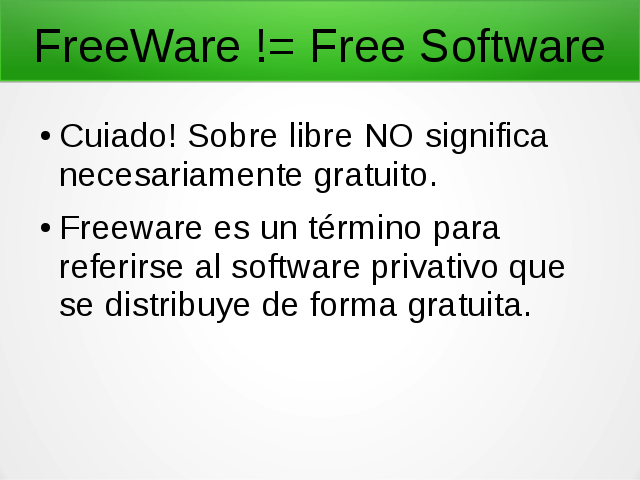 FreeWare != Free Software
• Cuiado! Sobre libre NO significa
necesariamente gratuito.
• Freeware es un término para
referirse al software privativo que
se distribuye de forma gratuita.